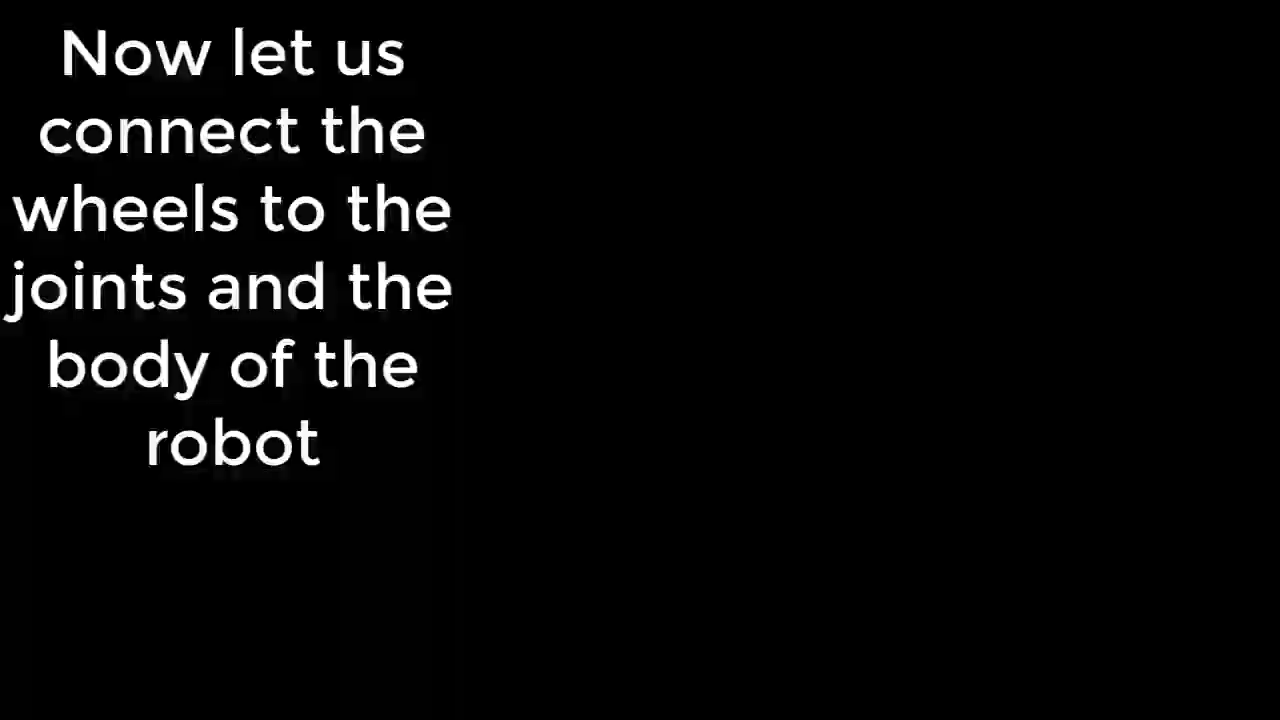 Now let us
connect the
wheels to the
joints and the
body of the
robot